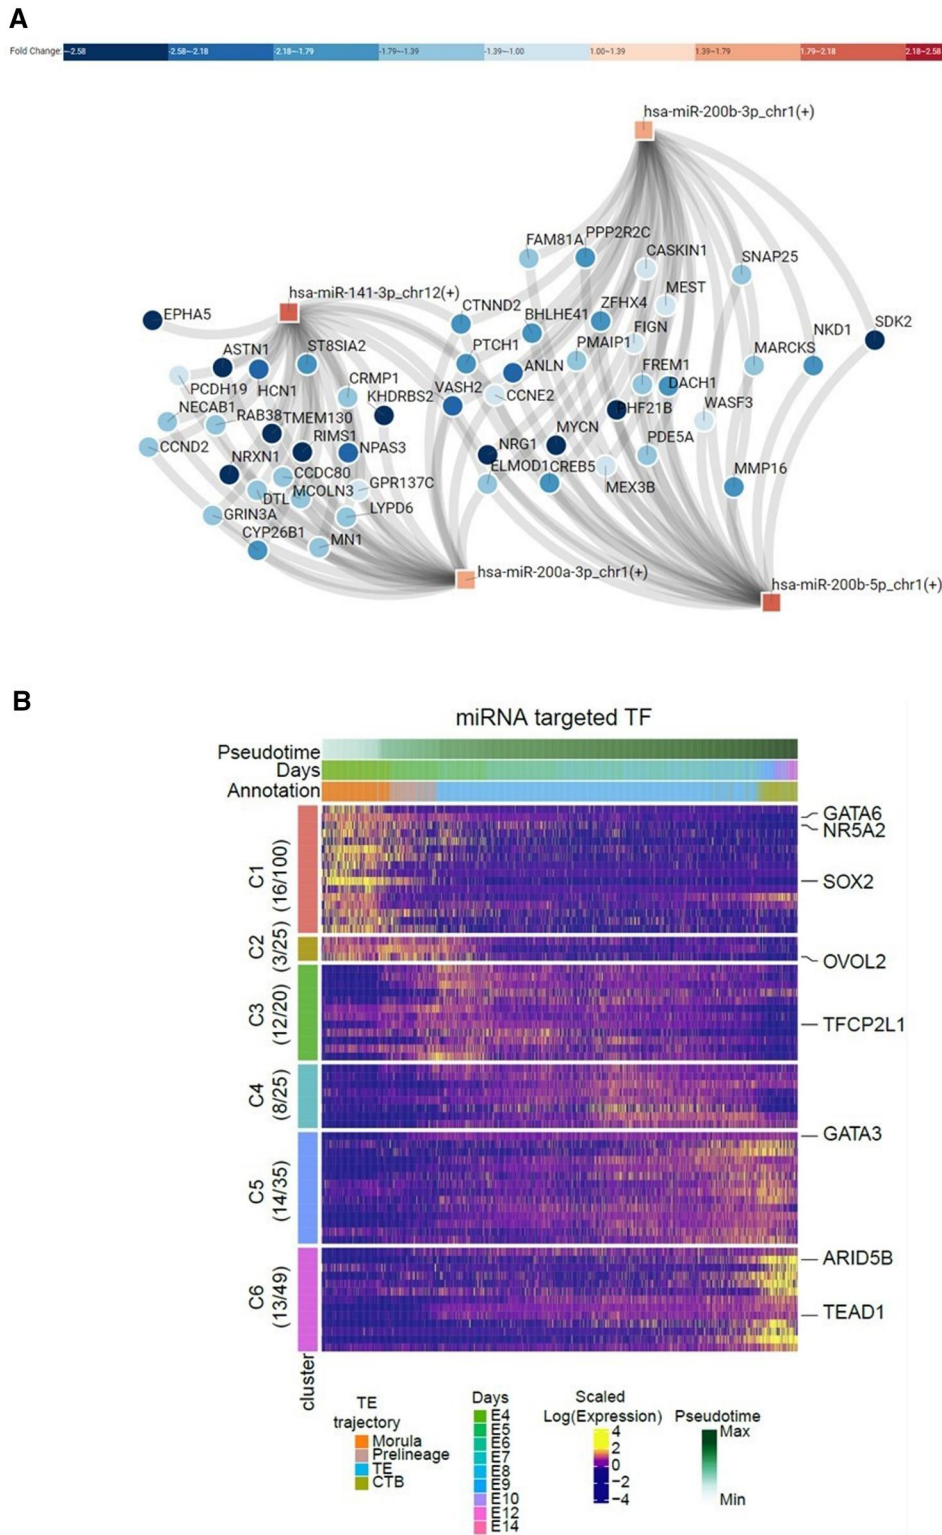 A
Fold Change:
~-2.58
-2.58~-2.18
-2.18~-1.79
-1.79~-1.39
-1.39~-1.00
1.00~1.39
1.39~1.79
1.79~2.18
2.18~2.58
hsa-miR-200b-3p_chr1(+)
FAM81A
PPP2R2C
CASKIN1
SNAP25
MEST
hsa-miR-141-3p_chr12(+)
EPHA5
CTNND2
BHLHE41
ZFHX4
FIGN
NKD1
SDK2
ASTN1
ST8SIA2
PTCH1
PMAIP1
MARCKS
PCDH19
HCN1
CRMP1
ANLN
FREM1
DACH1
KHDRBS2
VASH2
CCNE2
WASF3
NECAB1
RAB38
TMEM130
PHF21B
RIMS1
NPAS3
NRG1
MYCN
PDE5A
CCND2
NRXN1
CCDC80
GPR137C
ELMOD1
CREB5
MEX3B
MMP16
DTL
MCOLN3
GRIN3A
LYPD6
CYP26B1
MN1
hsa-miR-200a-3p_chr1(+)
hsa-miR-200b-5p_chr1(+)
B
miRNA targeted TF
Pseudotime
Days
Annotation
C1
(16/100)
GATA6
NR5A2
SOX2
C2
(3/25)
OVOL2
C3
(12/20)
TFCP2L1
C4
(8/25)
GATA3
C5
(14/35)
C6
(13/49)
ARID5B
TEAD1
cluster
TE
trajectory
Morula
Prelineage
TE
CTB
Days
E4
E5
E6
E7
E8
E9
E10
E12
E14
Scaled
Log(Expression)
4
2
0
−2
−4
Pseudotime
Max
Min